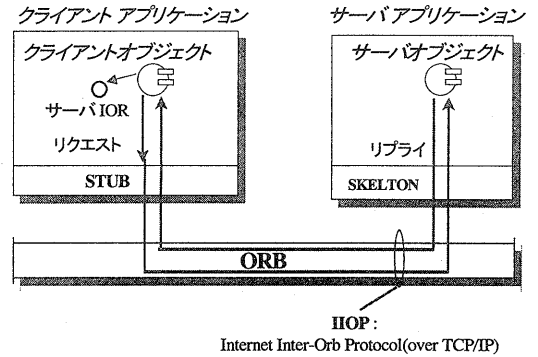 クライアント アプリケーション
サーバ アプリケーション
クライアントオブジェクト
サーバオブジェクト
サーバ IOR
リクエスト
リプライ
STUB
SKELTON
ORB
IIOP :
Internet Inter-Orb Protocol(over TCP/IP)